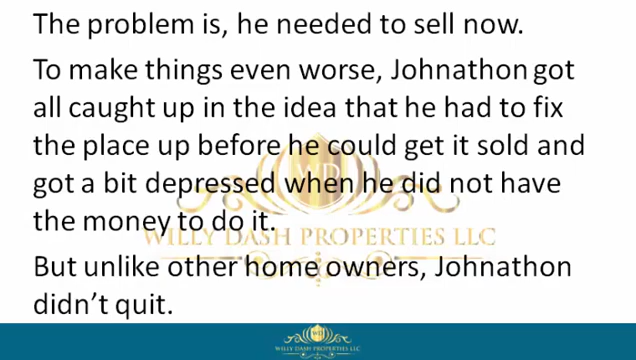 The problem is, he needed to sell now.
To make things even worse, Johnathon got
all caught up in the idea that he had to fix
the place up before he could get it sold and
got a bit depressed when he did not have
the money to do it.
WILLY DASH PROPERTIES LLC
But unlike other home owners, Johnathon
didn’t quit.
WILLY DASH PROPERTIES LLC